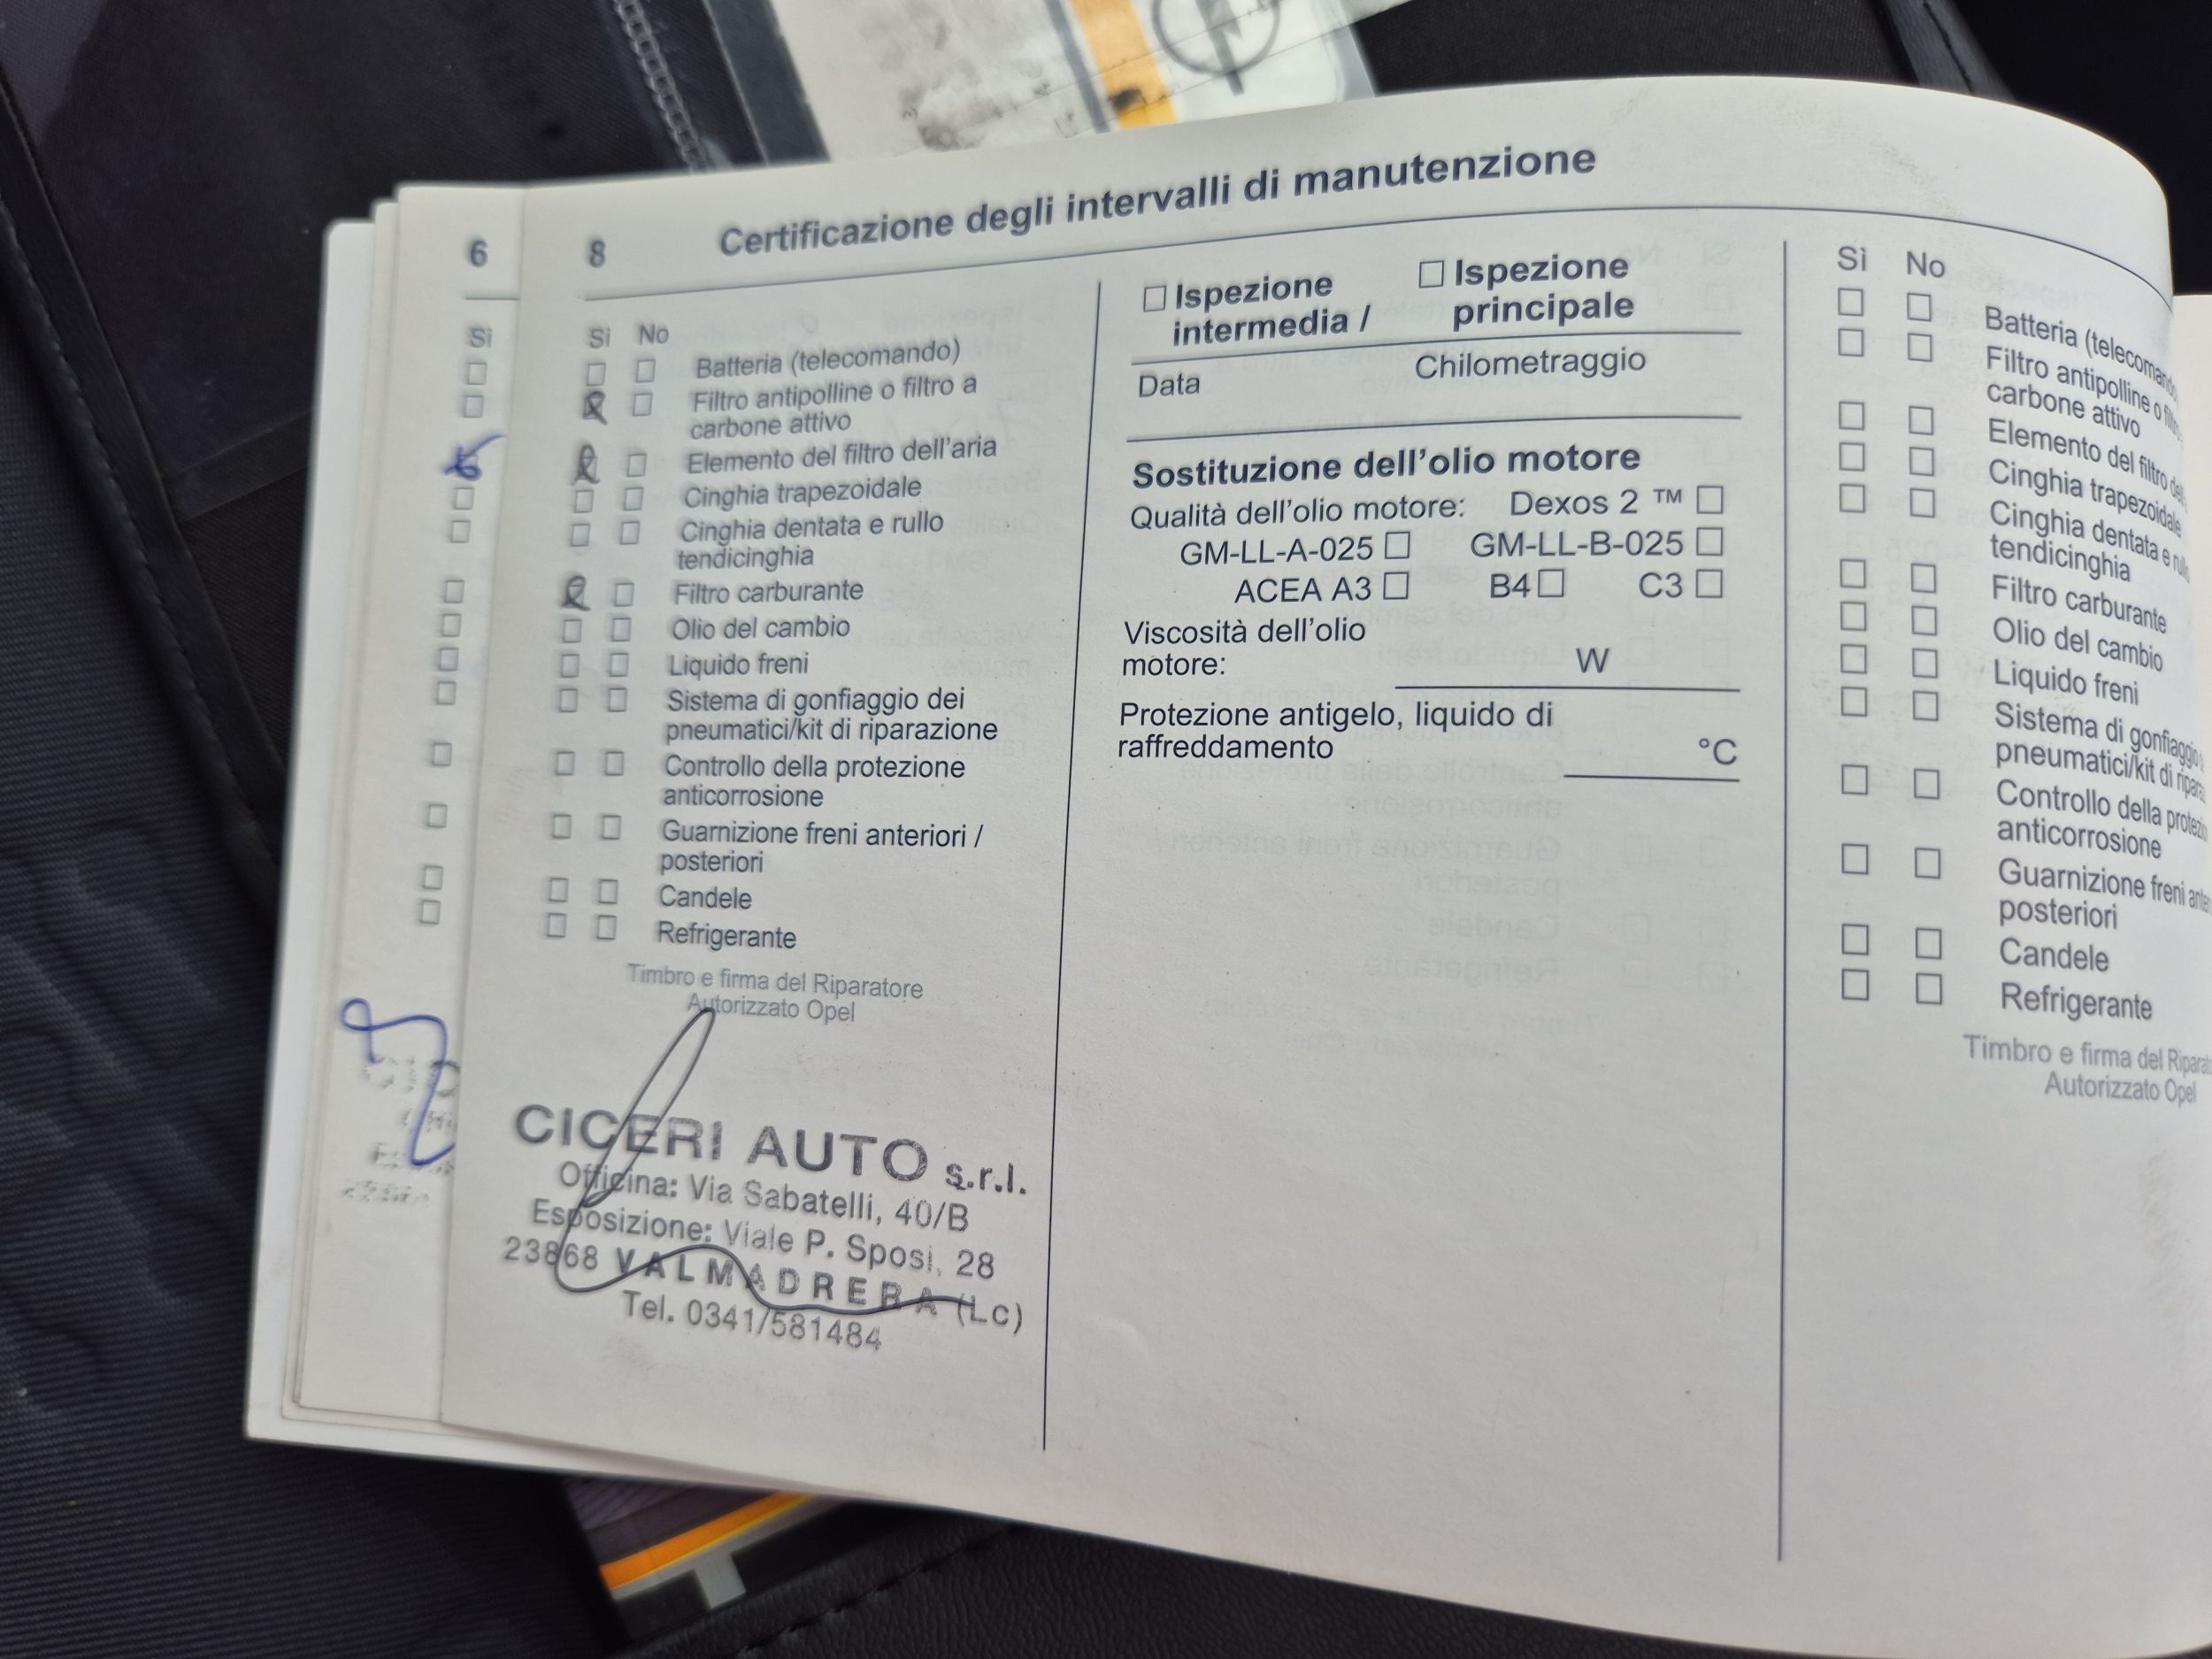 6
Sì
8
Certificazione degli intervalli di manutenzione
Sì No
Batteria (telecomando)
Filtro antipolline o filtro a
carbone attivo
Elemento del filtro dell'aria
Cinghia trapezoidale
Cinghia dentata e rullo
tendicinghia
Filtro carburante
Olio del cambio
Liquido freni
Sistema di gonfiaggio dei
pneumatici/kit di riparazione
Controllo della protezione
anticorrosione
Guarnizione freni anteriori /
posteriori
Candele
Refrigerante
Timbro e firma del Riparatore
Autorizzato Opel
CICERI AUTO s.r.l.
Officina: Via Sabatelli, 40/B
Esposizione: Viale P. Sposi, 28
23868 VALMADRERA (Lc)
Tel. 0341/581484
Ispezione
intermedia /
Ispezione
principale
Data Chilometraggio
Sostituzione dell'olio motore
Qualità dell'olio motore: Dexos 2 ™
GM-LL-A-025 GM-LL-B-025
ACEA A3 B4 C3
Viscosità dell'olio
motore: W
Protezione antigelo, liquido di
raffreddamento °C
Sì No
Batteria (telecomando
Filtro antipolline o filtr
carbone attivo
Elemento del filtro de
Cinghia trapezoidale
Cinghia dentata e rull
tendicinghia
Filtro carburante
Olio del cambio
Liquido freni
Sistema di gonfiaggio
pneumatici/kit di ripara
Controllo della protezi
anticorrosione
Guarnizione freni ante
posteriori
Candele
Refrigerante
Timbro e firma del Riparat
Autorizzato Opel